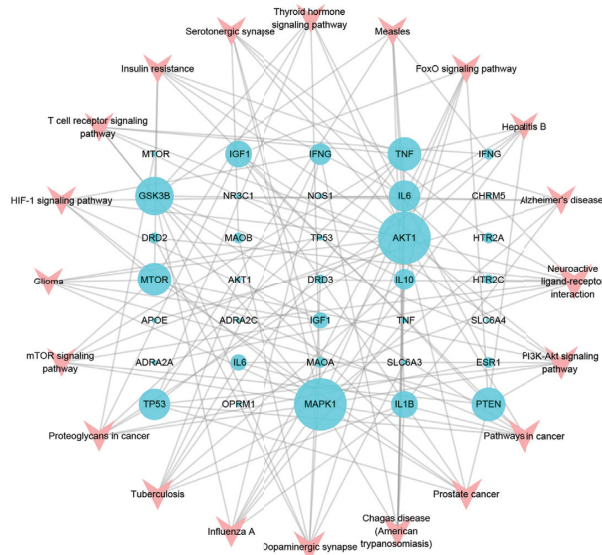 Thyroid hormone
signaling pathway
Serotonergic synapse
Measles
Insulin resistance
FoxO signaling pathway
T cell receptor signaling
pathway
Hepatitis B
MTOR
IGF1
IFNG
TNF
IFNG
HIF-1 signaling pathway
GSK3B
NR3C1
NOS1
IL6
CHRM5
Alzheimer's disease
DRD2
MAOB
TP53
AKT1
HTR2A
Glioma
MTOR
AKT1
DRD3
IL10
HTR2C
Neuroactive
ligand-receptor
interaction
APOE
ADRA2C
IGF1
TNF
SLC6A4
mTOR signaling
pathway
ADRA2A
IL6
MAOA
SLC6A3
ESR1
PI3K-Akt signaling
pathway
TP53
OPRM1
MAPK1
IL1B
PTEN
Proteoglycans in cancer
Pathways in cancer
Tuberculosis
Prostate cancer
Influenza A
Dopaminergic synapse
Chagas disease
(American
trypanosomiasis)